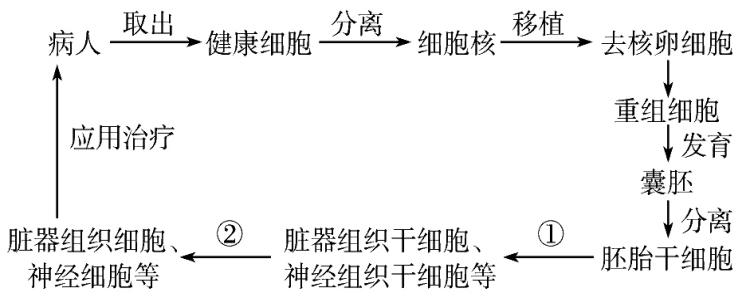 病人 取出 健康细胞 分离 细胞核 移植 去核卵细胞
重组细胞
发育
囊胚
分离
胚胎干细胞
①
脏器组织干细胞、
神经组织干细胞等
②
脏器组织细胞、
神经细胞等
应用治疗